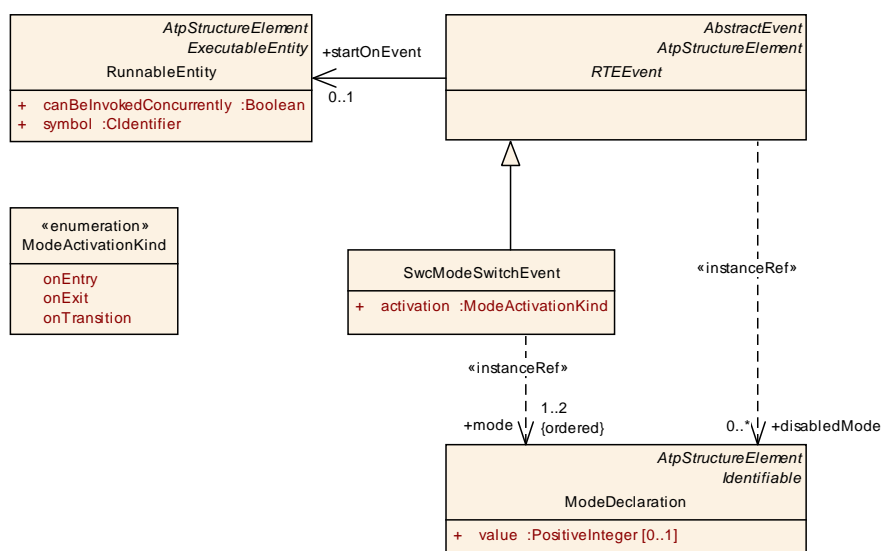 AtpStructureElement
ExecutableEntity
RunnableEntity
+ canBeInvokedConcurrently :Boolean
+ symbol :CIdentifier
+startOnEvent
0..1
AbstractEvent
AtpStructureElement
RTEEvent
«enumeration»
ModeActivationKind
onEntry
onExit
onTransition
SwcModeSwitchEvent
+ activation :ModeActivationKind
«instanceRef»
«instanceRef»
+mode
1..2
{ordered}
0..*
+disabledMode
AtpStructureElement
Identifiable
ModeDeclaration
+ value :PositiveInteger [0..1]